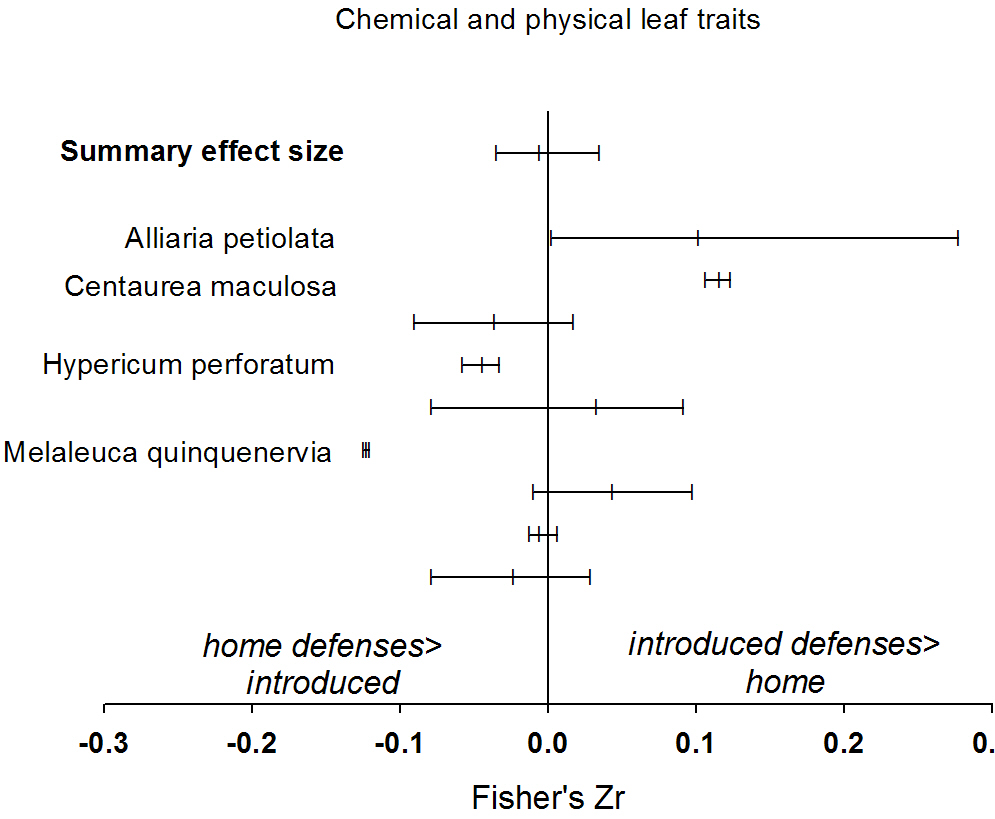 Chemical and physical leaf traits
Summary effect size
Alliaria petiolata
Centaurea maculosa
Hypericum perforatum
Melaleuca quinquenervia
home defenses>
introduced
introduced defenses>
home
-0.3 -0.2 -0.1 0.0 0.1 0.2 0.
Fisher's Zr